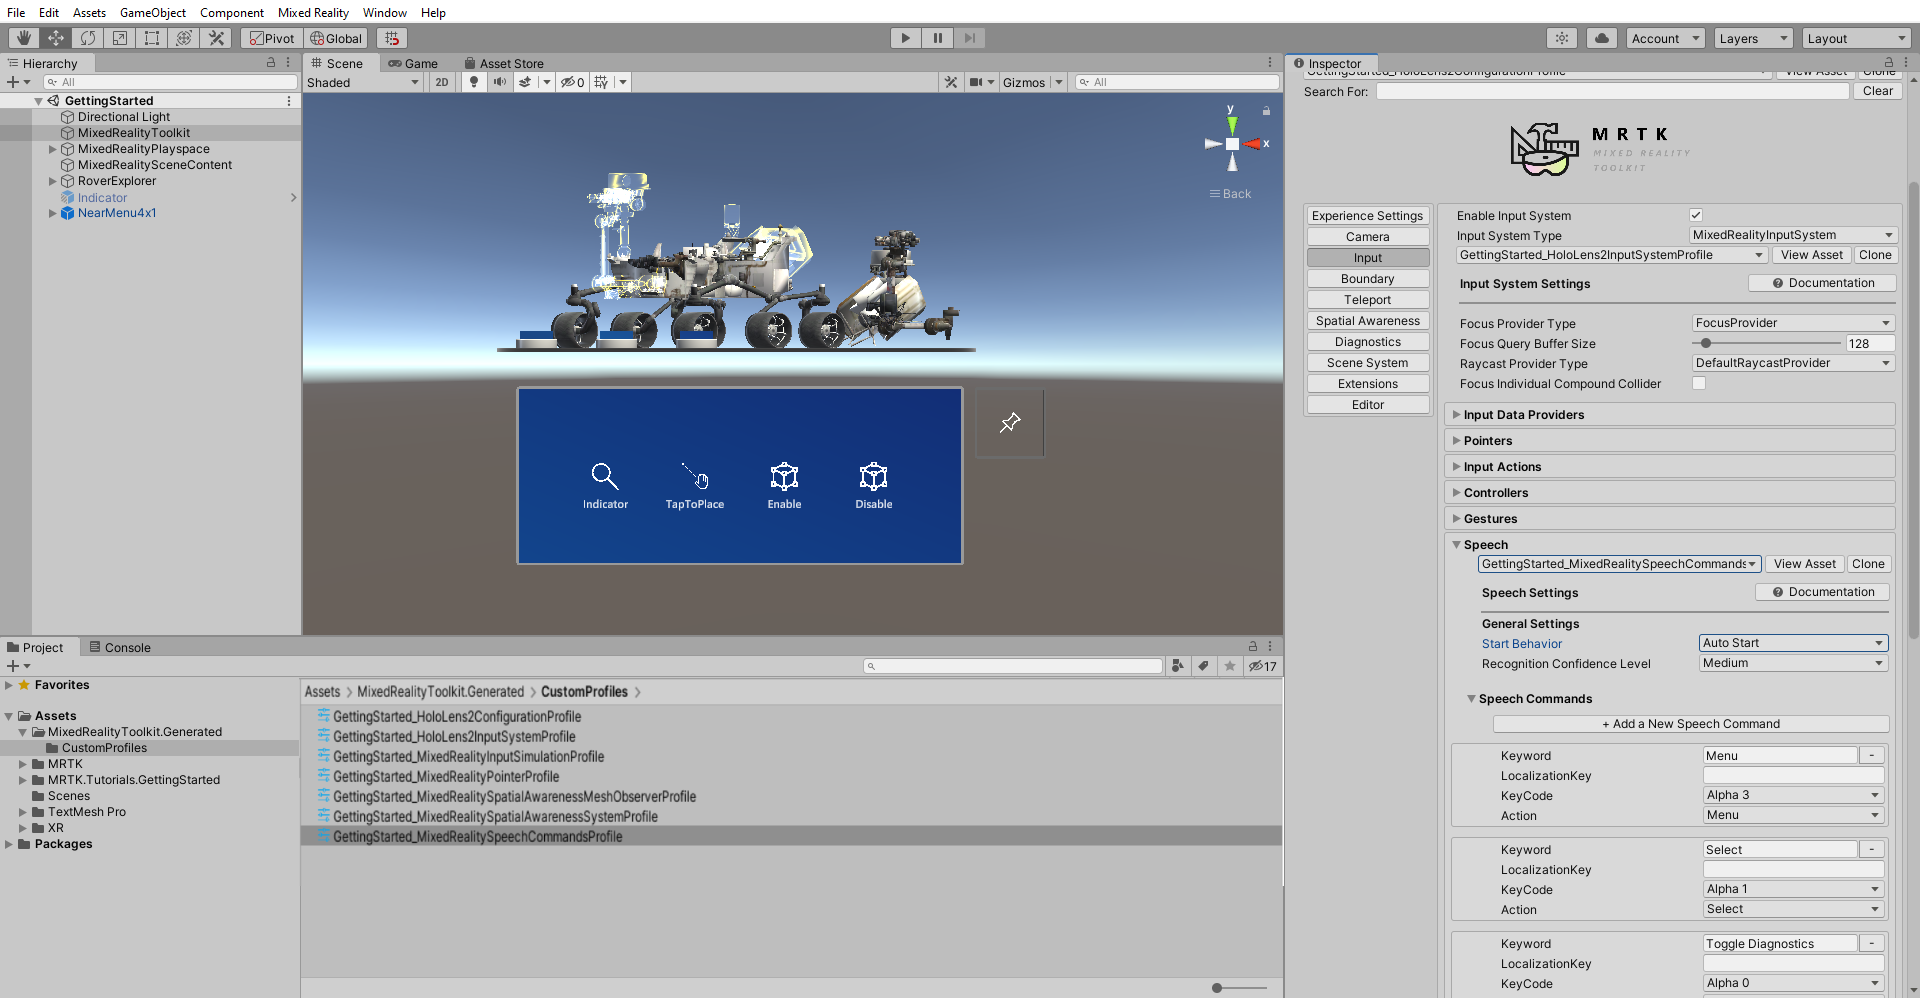 File Edit Assets GameObject Component Mixed Reality Window Help
Pivot Global Account Layers Layout
Hierarchy
All
GettingStarted
Directional Light
MixedRealityToolkit
MixedRealityPlayspace
MixedRealitySceneContent
RoverExplorer
Indicator
NearMenu4x1
Scene Game Asset Store
Shaded 2D 0 Gizmos All
y
x
Back
Indicator TapToPlace Enable Disable
Inspector
GettingStarted_HoloLens2ConfigurationProfile View Asset Clone
Search For: Clear
MRTK
MIXED REALITY
TOOLKIT
Experience Settings
Camera
Input
Boundary
Teleport
Spatial Awareness
Diagnostics
Scene System
Extensions
Editor
Enable Input System
Input System Type MixedRealityInputSystem
GettingStarted_HoloLens2InputSystemProfile View Asset Clone
Input System Settings Documentation
Focus Provider Type FocusProvider
Focus Query Buffer Size 128
Raycast Provider Type DefaultRaycastProvider
Focus Individual Compound Collider
Input Data Providers
Pointers
Input Actions
Controllers
Gestures
Speech
GettingStarted_MixedRealitySpeechCommands View Asset Clone
Speech Settings Documentation
General Settings
Start Behavior Auto Start
Recognition Confidence Level Medium
Speech Commands
+ Add a New Speech Command
Keyword Menu -
LocalizationKey
KeyCode Alpha 3
Action Menu
Keyword Select -
LocalizationKey
KeyCode Alpha 1
Action Select
Keyword Toggle Diagnostics -
LocalizationKey
KeyCode Alpha 0
Project Console
17
Favorites
Assets
MixedRealityToolkit.Generated
CustomProfiles
MRTK
MRTK.Tutorials.GettingStarted
Scenes
TextMesh Pro
XR
Packages
Assets > MixedRealityToolkit.Generated > CustomProfiles >
GettingStarted_HoloLens2ConfigurationProfile
GettingStarted_HoloLens2InputSystemProfile
GettingStarted_MixedRealityInputSimulationProfile
GettingStarted_MixedRealityPointerProfile
GettingStarted_MixedRealitySpatialAwarenessMeshObserverProfile
GettingStarted_MixedRealitySpatialAwarenessSystemProfile
GettingStarted_MixedRealitySpeechCommandsProfile